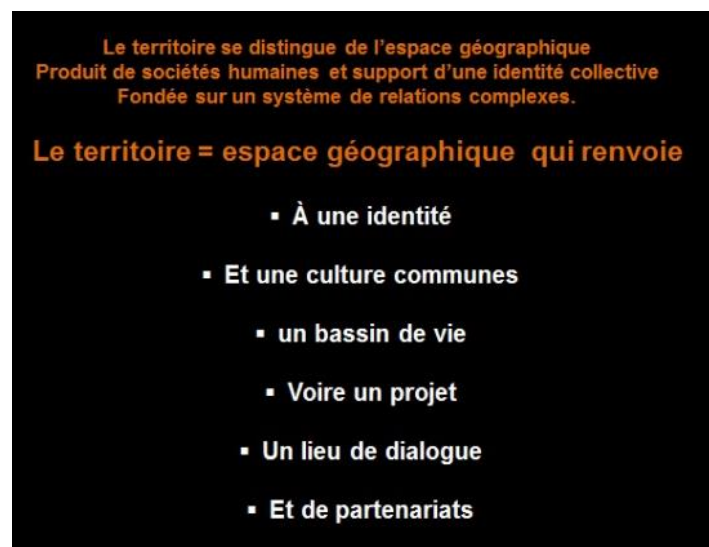 Le territoire se distingue de l’espace géographique
Produit de sociétés humaines et support d’une identité collective
Fondée sur un système de relations complexes.
Le territoire = espace géographique qui renvoie
▪ À une identité
▪ Et une culture communes
▪ un bassin de vie
▪ Voire un projet
▪ Un lieu de dialogue
▪ Et de partenariats